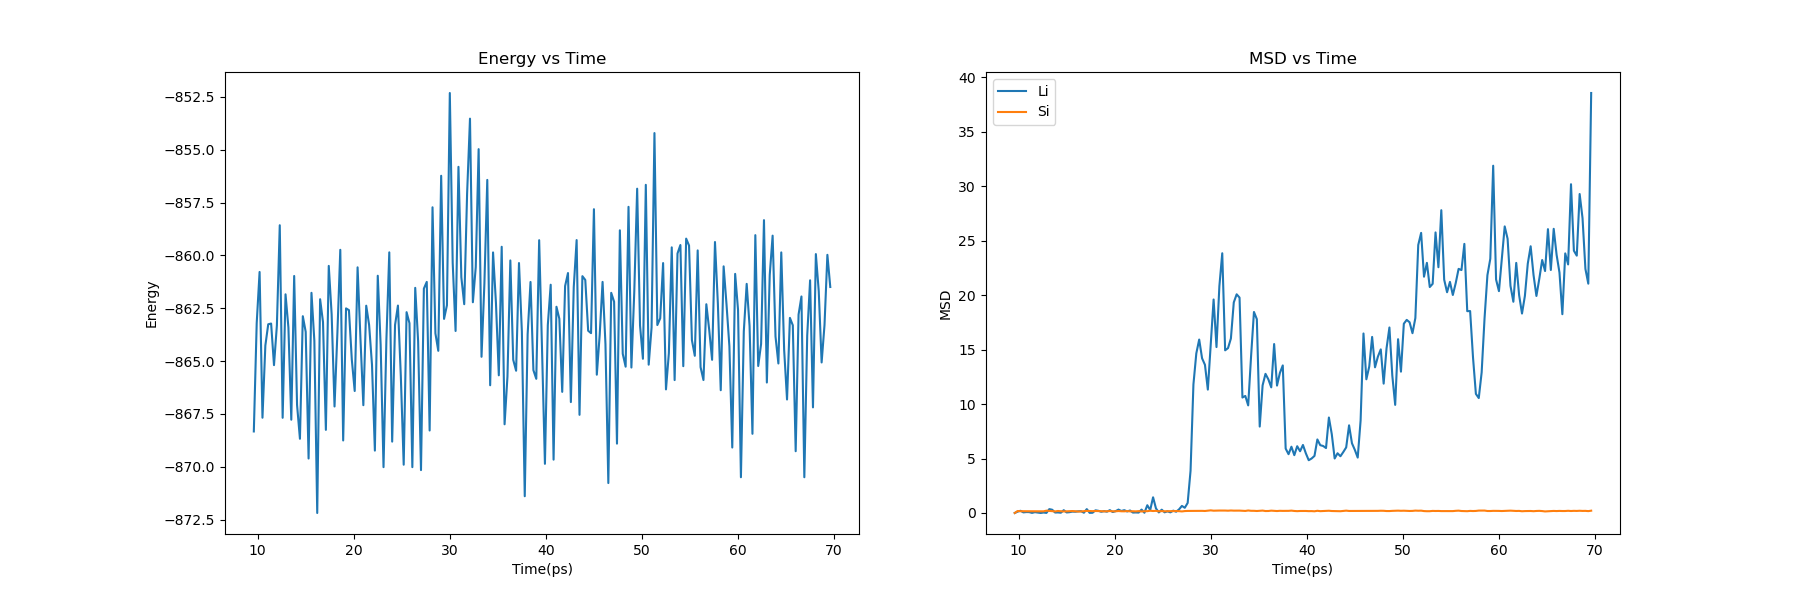 Energy vs Time
Energy
−852.5
−855.0
−857.5
−860.0
−862.5
−865.0
−867.5
−870.0
−872.5
10 20 30 40 50 60 70
Time(ps)
MSD vs Time
Li
Si
MSD
40
35
30
25
20
15
10
5
0
10 20 30 40 50 60 70
Time(ps)